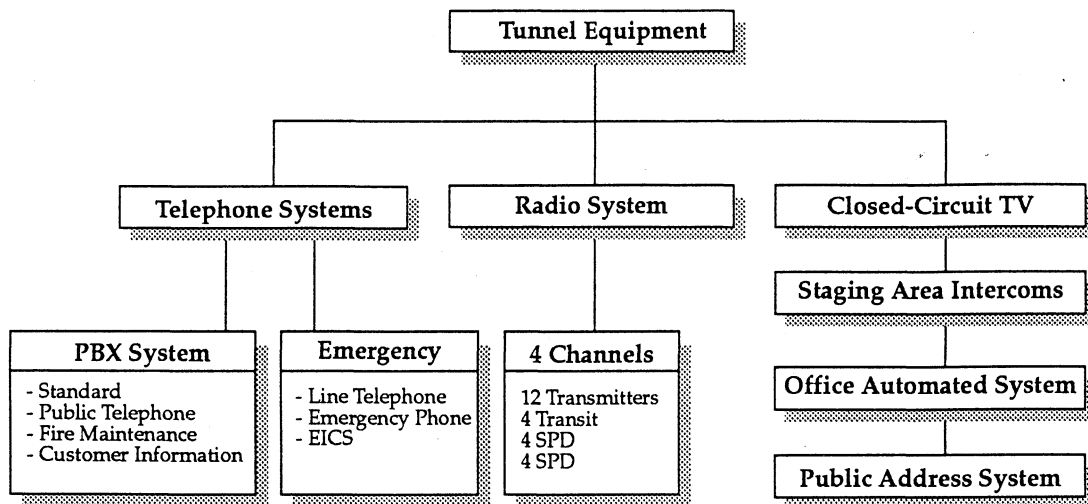 Tunnel Equipment
Telephone Systems
Radio System
Closed-Circuit TV
Staging Area Intercoms
Office Automated System
Public Address System
PBX System
- Standard
- Public Telephone
- Fire Maintenance
- Customer Information
Emergency
- Line Telephone
- Emergency Phone
- EICS
4 Channels
12 Transmitters
4 Transit
4 SPD
4 SPD